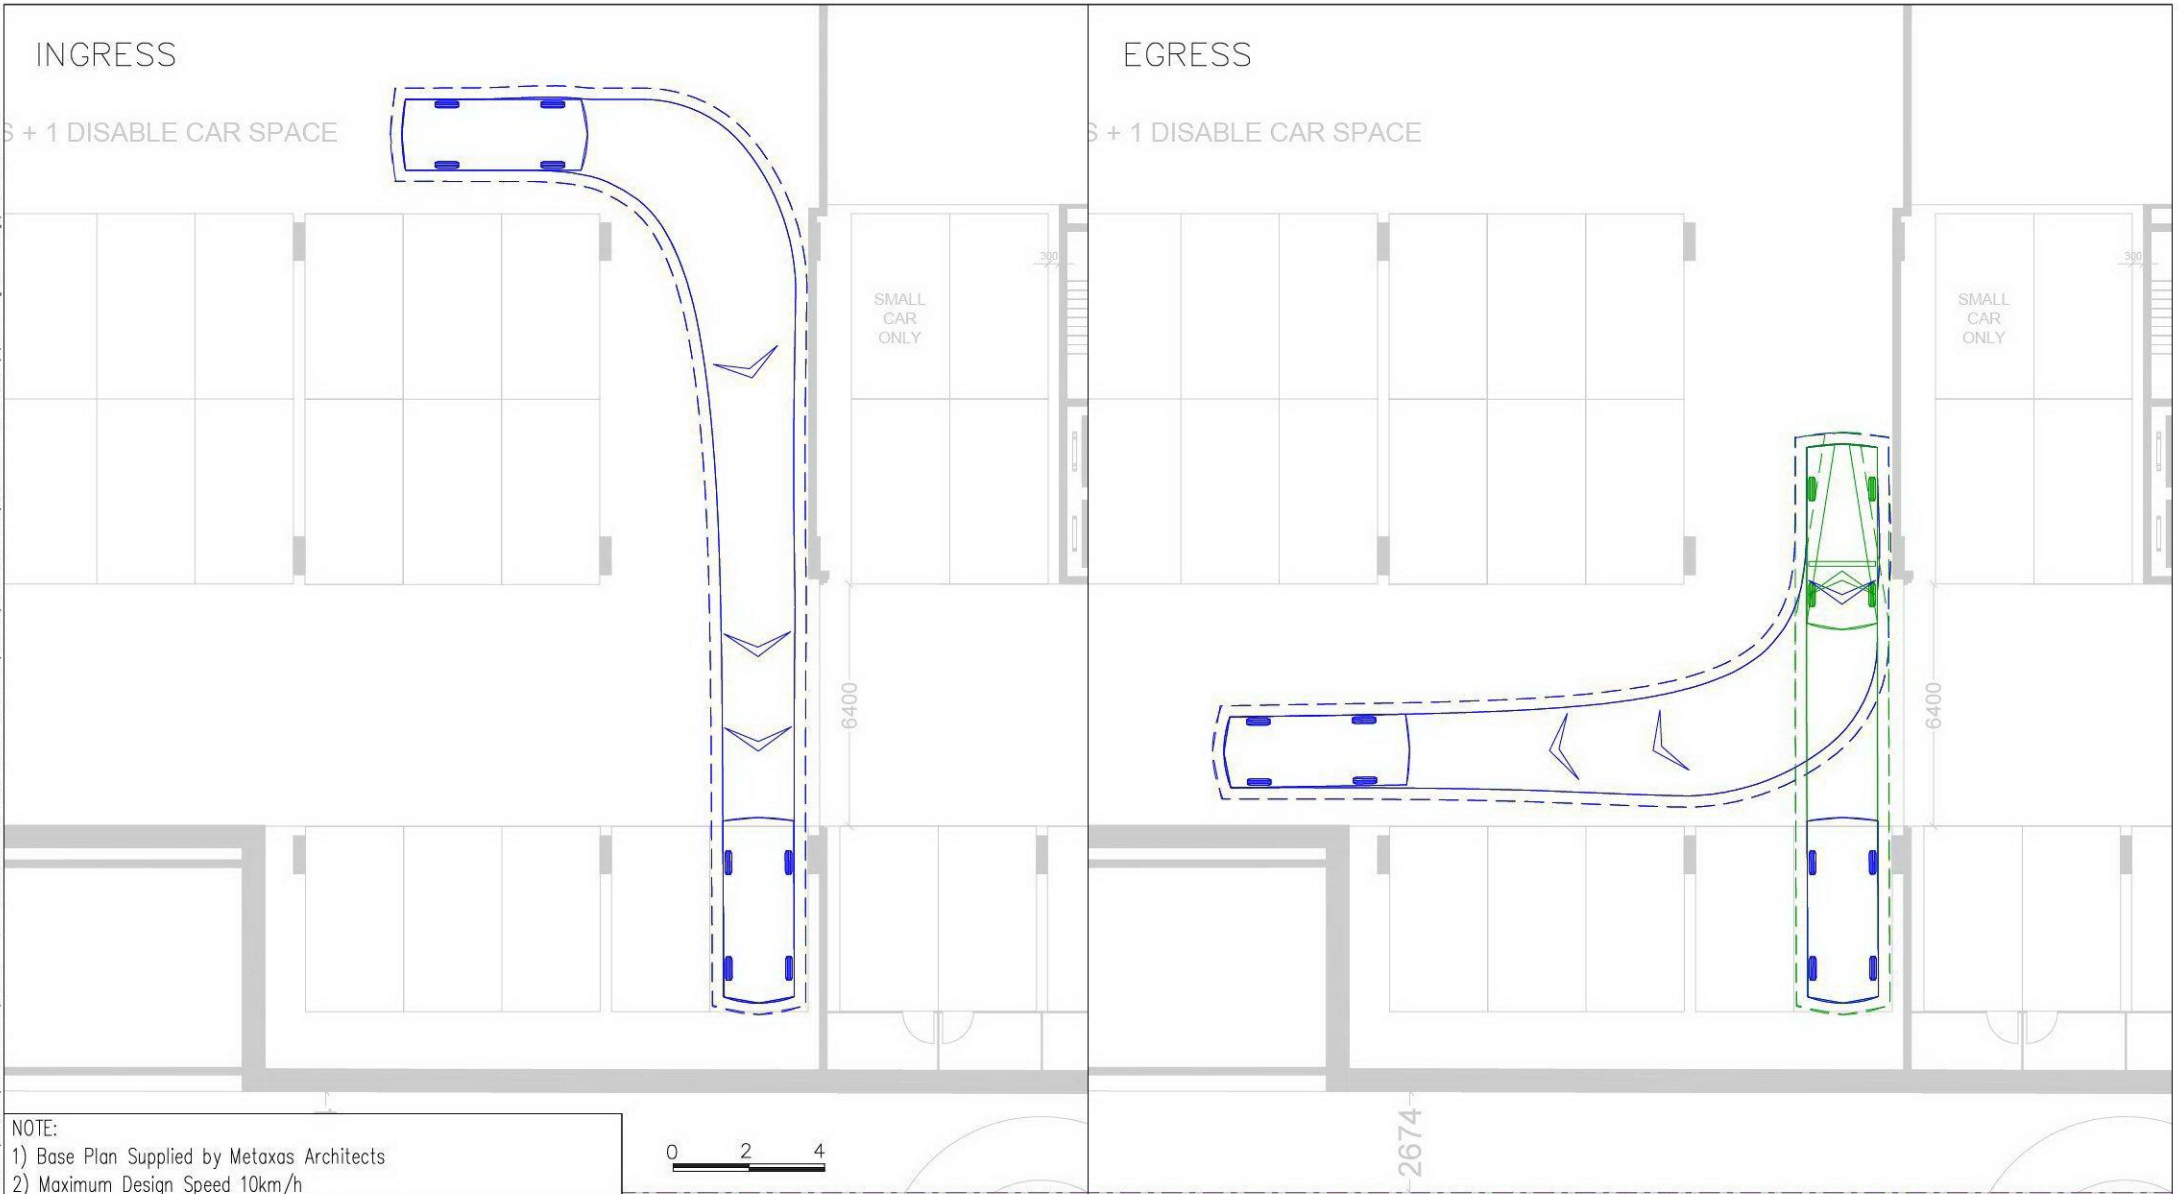 INGRESS
EGRESS
S + 1 DISABLE CAR SPACE
S + 1 DISABLE CAR SPACE
300
300
SMALL
CAR
ONLY
SMALL
CAR
ONLY
6400
6400
2674
NOTE:
1) Base Plan Supplied by Metaxas Architects
2) Maximum Design Speed 10km/h
0 2 4